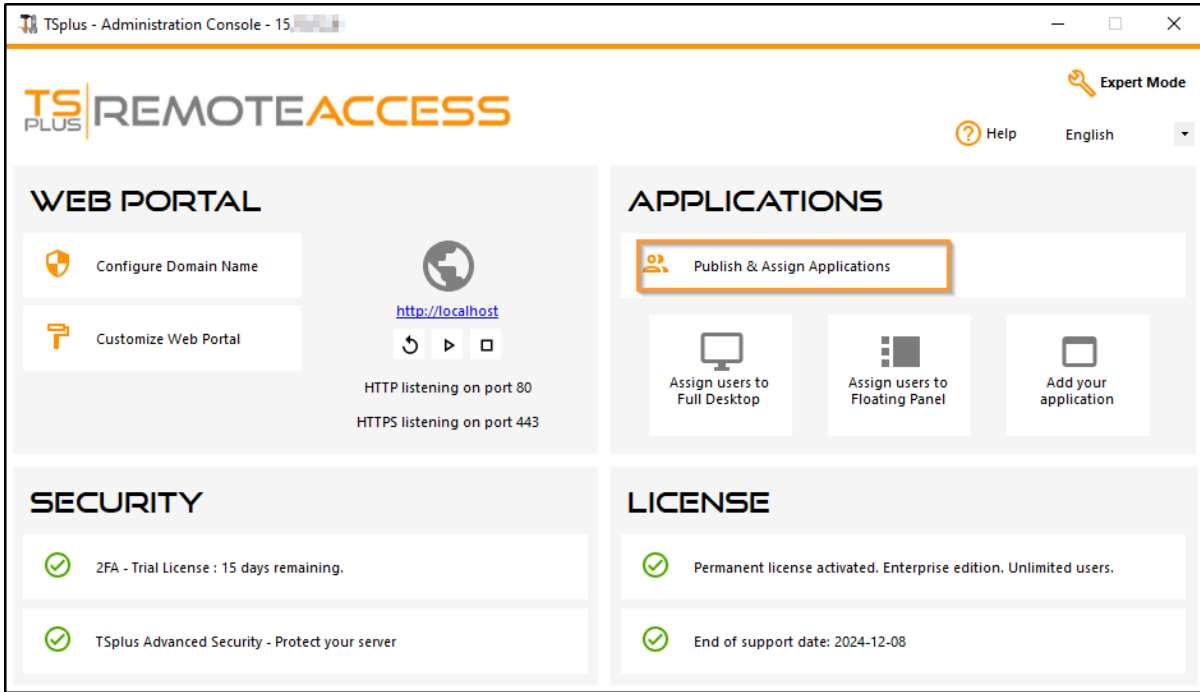 TSplus - Administration Console - 15.
Expert Mode
TS PLUS REMOTEACCESS
Help
English
WEB PORTAL
Configure Domain Name
Customize Web Portal
http://localhost
HTTP listening on port 80
HTTPS listening on port 443
APPLICATIONS
Publish & Assign Applications
Assign users to
Full Desktop
Assign users to
Floating Panel
Add your
application
SECURITY
2FA - Trial License : 15 days remaining.
TSplus Advanced Security - Protect your server
LICENSE
Permanent license activated. Enterprise edition. Unlimited users.
End of support date: 2024-12-08